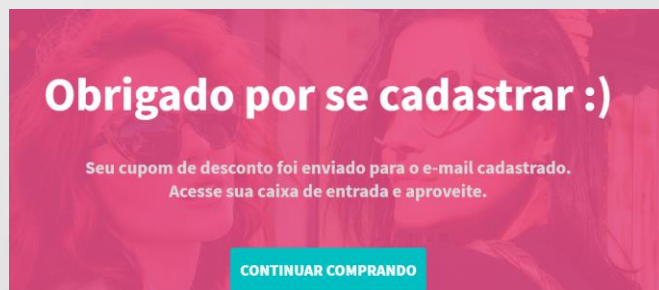 Obrigado por se cadastrar :)
Seu cupom de desconto foi enviado para o e-mail cadastrado.
Acesse sua caixa de entrada e aproveite.
CONTINUAR COMPRANDO